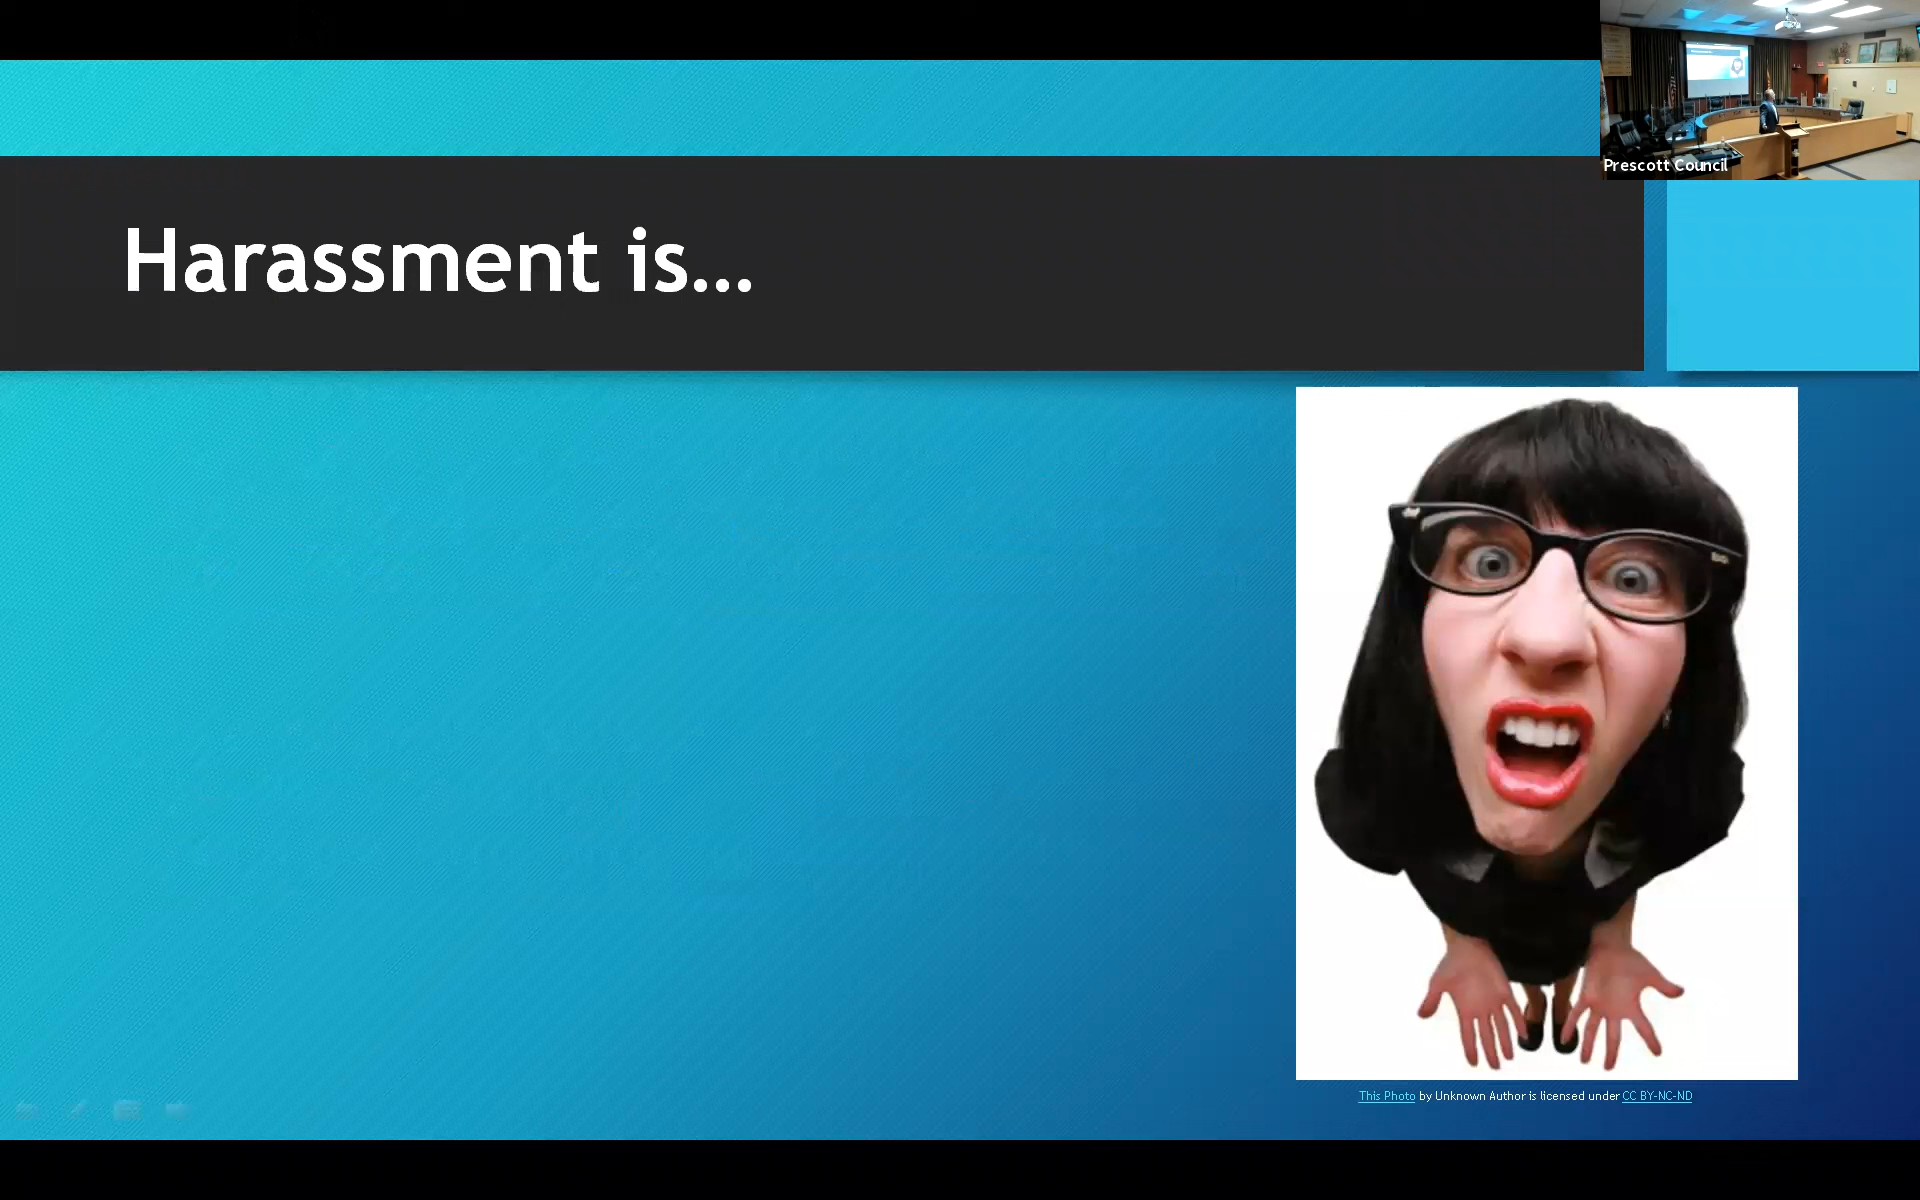 Prescott Council
Harassment is...
This Photo by Unknown Author is licensed under CC BY-NC-ND